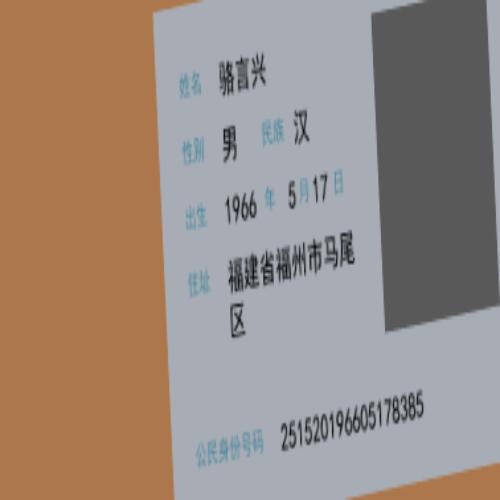 姓名 骆言兴
性别 男 民族 汉
出生 1966 年 5 月 17 日
住址 福建省福州市马尾
区
公民身份号码 251520196605178385